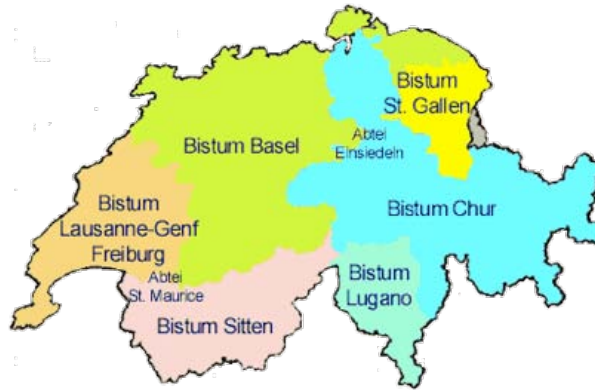 Bistum
St. Gallen
Abtei
Einsiedeln
Bistum Basel
Bistum
Lausanne-Genf
Freiburg
Bistum Chur
Abtei
St. Maurice
Bistum
Lugano
Bistum Sitten